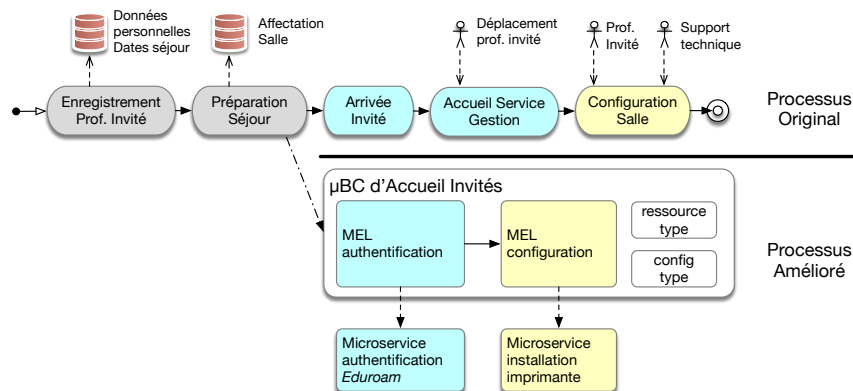 Données
personnelles
Dates séjour
Affectation
Salle
Déplacement
prof. invité
Prof.
Invité
Support
technique
Enregistrement
Prof. Invité
Préparation
Séjour
Arrivée
Invité
Accueil Service
Gestion
Configuration
Salle
Processus
Original
µBC d'Accueil Invités
MEL
authentification
MEL
configuration
ressource
type
config
type
Processus
Amélioré
Microservice
authentification
Eduroam
Microservice
installation
imprimante